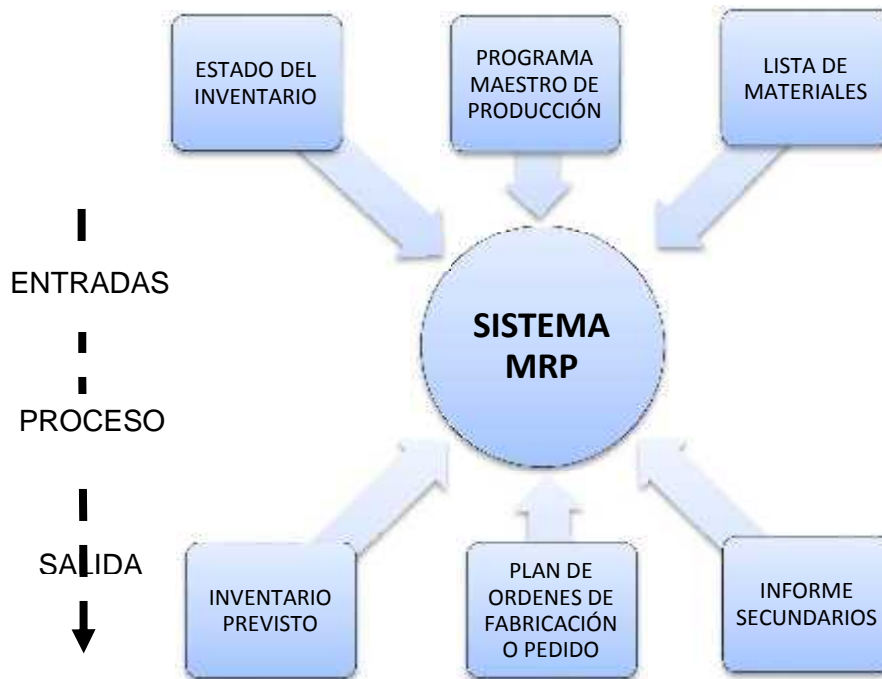 ESTADO DEL
INVENTARIO
PROGRAMA
MAESTRO DE
PRODUCCIÓN
LISTA DE
MATERIALES
ENTRADAS
SISTEMA
MRP
PROCESO
SALIDA
INVENTARIO
PREVISTO
PLAN DE
ORDENES DE
FABRICACIÓN
O PEDIDO
INFORME
SECUNDARIOS